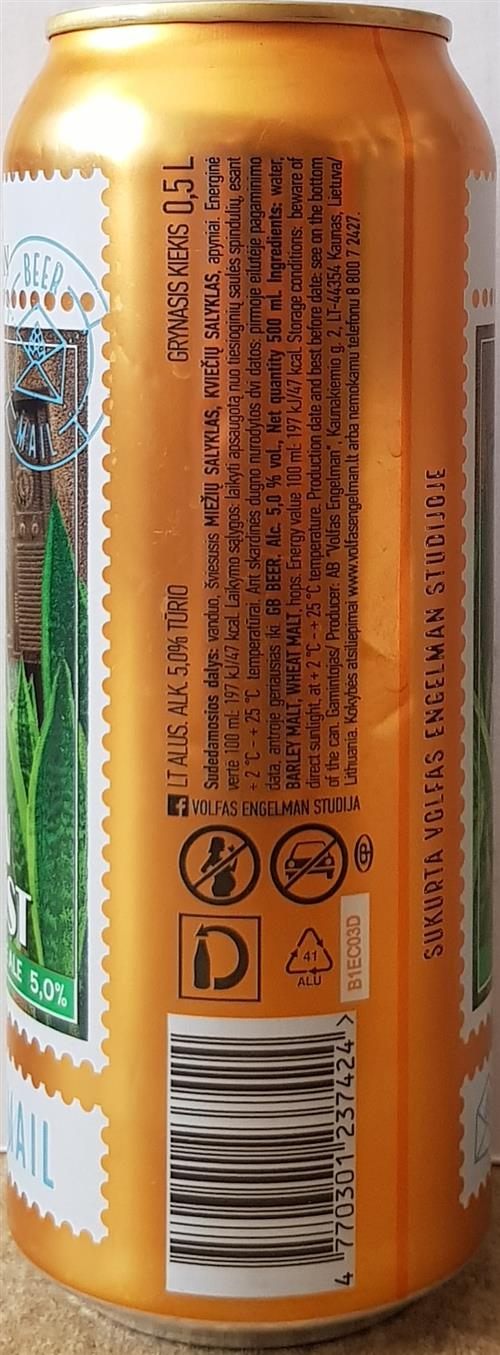 BEER
MAIL
ST
ALE 5,0%
MAIL
LT ALUS. ALK. 5,0% TŪRIO GRYNASIS KIEKIS 0,5 L
Sudedamosios dalys: vanduo, šviesusis MIEŽIŲ SALYKLAS, KVIEČIŲ SALYKLAS, apyniai. Energinė
vertė 100 ml: 197 kJ/47 kcal. Laikymo sąlygos: laikyti apsaugotą nuo tiesioginių saulės spindulių, esant
+ 2 °C - + 25 °C temperatūrai. Ant skardinės dugno nurodytos dvi datos: pirmoje eilutėje pagaminimo
data, antroje geriausias iki. GB BEER. Alc. 5,0 % vol., Net quantity 500 ml. Ingredients: water,
BARLEY MALT, WHEAT MALT, hops. Energy value 100 ml: 197 kJ/47 kcal. Storage conditions: beware of
direct sunlight, at + 2 °C - + 25 °C temperature. Production date and best before date: see on the bottom
of the can. Gamintojas/ Producer: AB "Volfas Engelman", Kaunakiemio g. 2, LT-44354 Kaunas, Lietuva/
Lithuania. Kokybės atsiliepimai www.volfasengelman.lt arba nemokamu telefonu 8 800 7 2427.
f VOLFAS ENGELMAN STUDIJA
41
ALU
B1EC03D
4 770301 237424 >
SUKURTA VOLFAS ENGELMAN STUDIJOJE